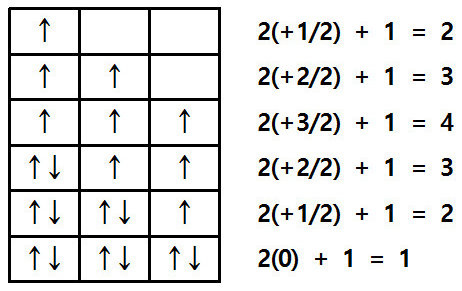 ↑ 2(+1/2) + 1 = 2
↑ ↑ 2(+2/2) + 1 = 3
↑ ↑ ↑ 2(+3/2) + 1 = 4
↑↓ ↑ ↑ 2(+2/2) + 1 = 3
↑↓ ↑↓ ↑ 2(+1/2) + 1 = 2
↑↓ ↑↓ ↑↓ 2(0) + 1 = 1